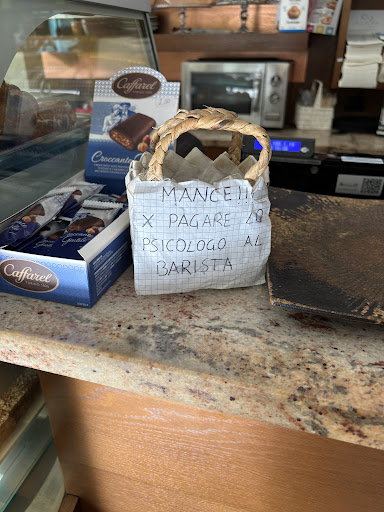 Caffarel
Croccantino
Caffarel
MANCE
X PAGARE LO
PSICOLOGO AL
BARISTA